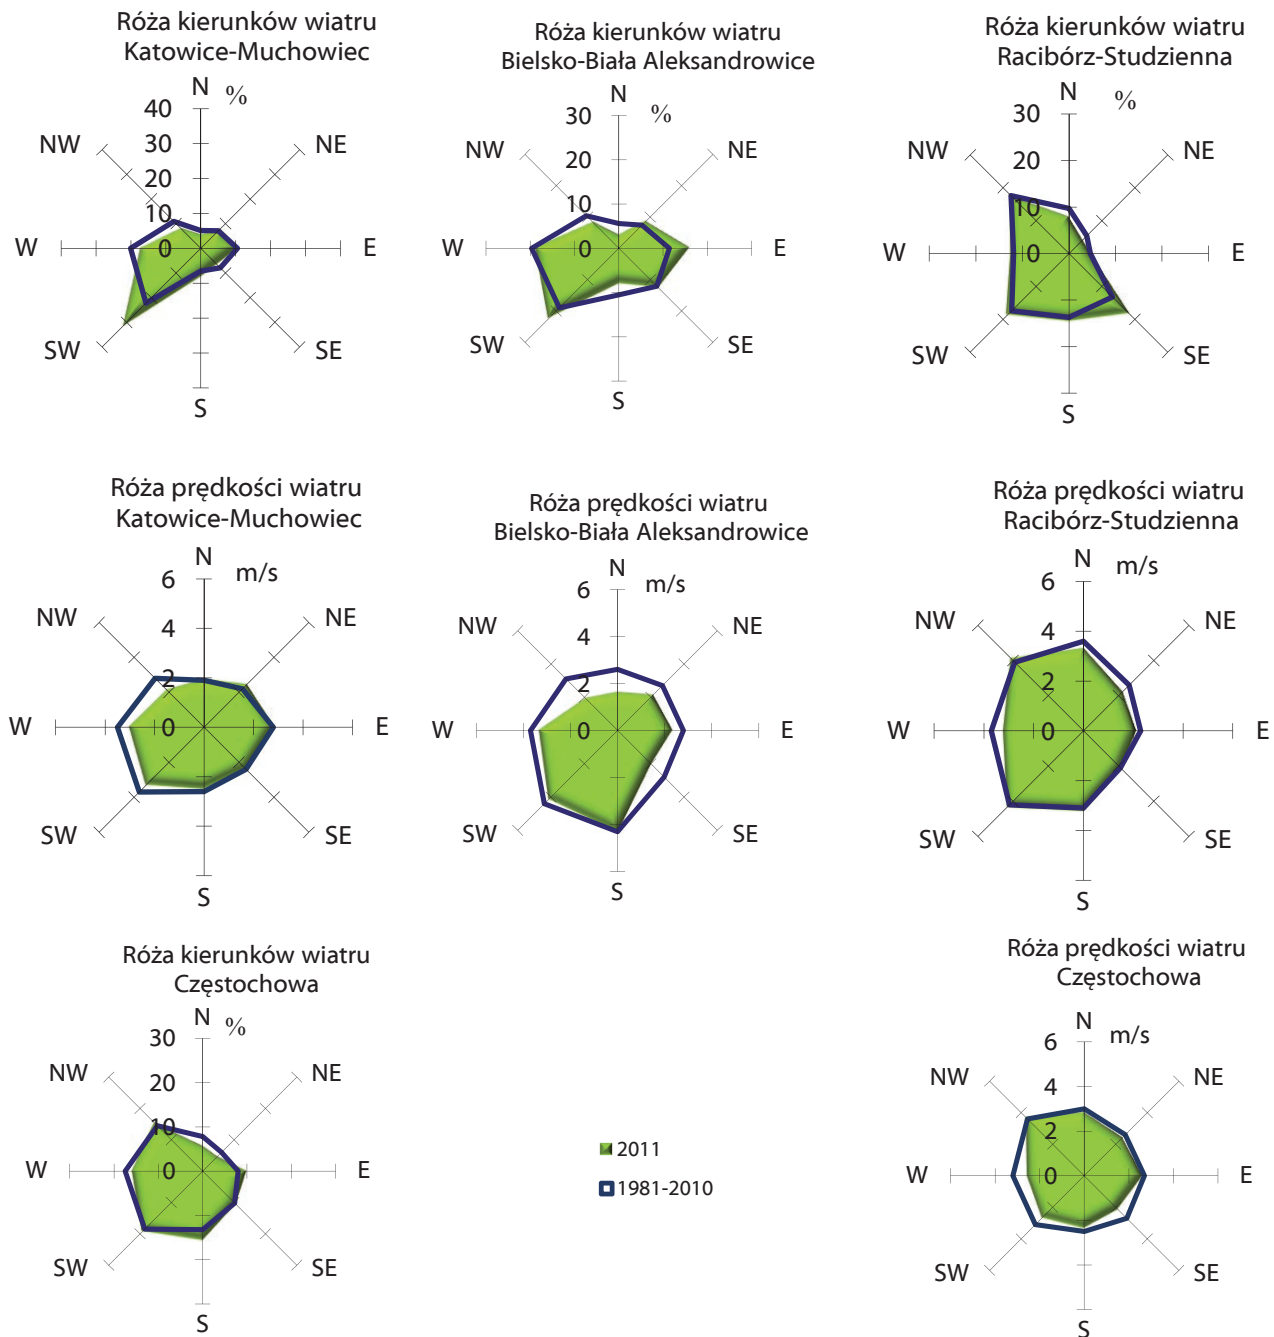 Róża kierunków wiatru
Katowice-Muchowiec
N
%
40
30
20
10
0
NW
NE
W
E
SW
SE
S
Róża kierunków wiatru
Bielsko-Biała Aleksandrowice
N
%
30
20
10
0
NW
NE
W
E
SW
SE
S
Róża kierunków wiatru
Racibórz-Studzienna
N
%
30
20
10
0
NW
NE
W
E
SW
SE
S
Róża prędkości wiatru
Katowice-Muchowiec
N
m/s
6
4
2
0
NW
NE
W
E
SW
SE
S
Róża prędkości wiatru
Bielsko-Biała Aleksandrowice
N
m/s
6
4
2
0
NW
NE
W
E
SW
SE
S
Róża prędkości wiatru
Racibórz-Studzienna
N
m/s
6
4
2
0
NW
NE
W
E
SW
SE
S
Róża kierunków wiatru
Częstochowa
N
%
30
20
10
0
NW
NE
W
E
SW
SE
S
2011
1981-2010
Róża prędkości wiatru
Częstochowa
N
m/s
6
4
2
0
NW
NE
W
E
SW
SE
S